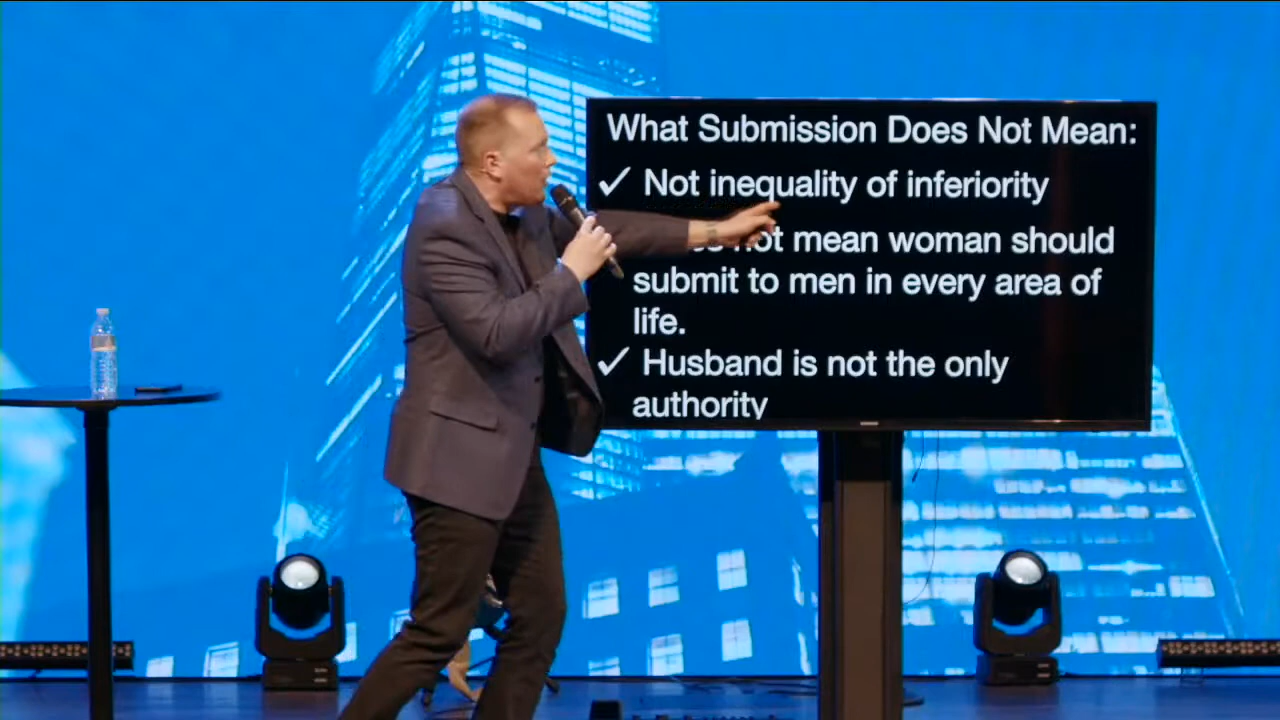 What Submission Does Not Mean:
✓ Not inequality of inferiority
not mean woman should
submit to men in every area of
life.
✓ Husband is not the only
authority